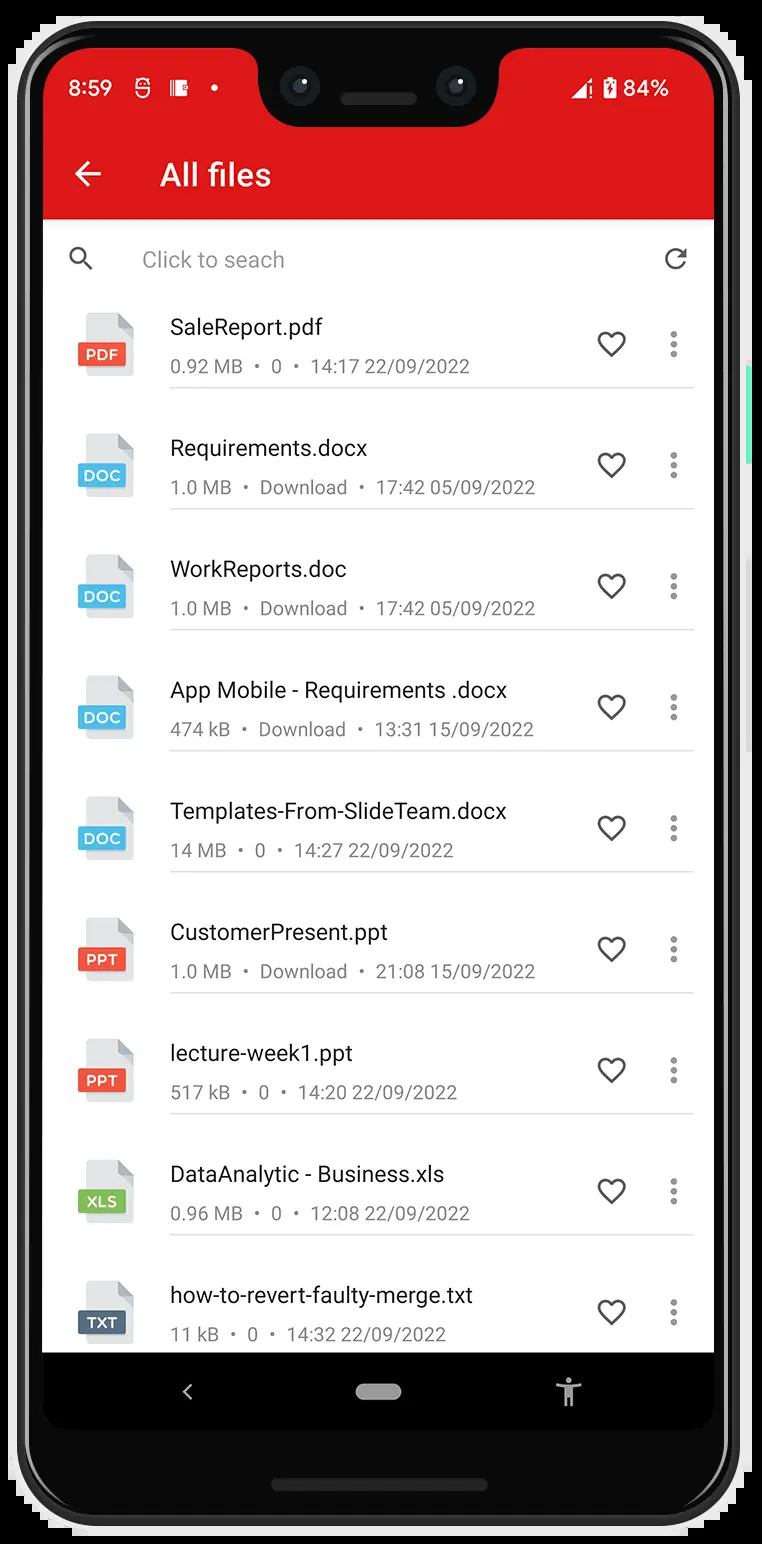 8:59 84%
All files
Click to seach
SaleReport.pdf
PDF
0.92 MB • 0 • 14:17 22/09/2022
Requirements.docx
DOC
1.0 MB • Download • 17:42 05/09/2022
WorkReports.doc
DOC
1.0 MB • Download • 17:42 05/09/2022
App Mobile - Requirements .docx
DOC
474 kB • Download • 13:31 15/09/2022
Templates-From-SlideTeam.docx
DOC
14 MB • 0 • 14:27 22/09/2022
CustomerPresent.ppt
PPT
1.0 MB • Download • 21:08 15/09/2022
lecture-week1.ppt
PPT
517 kB • 0 • 14:20 22/09/2022
DataAnalytic - Business.xls
XLS
0.96 MB • 0 • 12:08 22/09/2022
how-to-revert-faulty-merge.txt
TXT
11 kB • 0 • 14:32 22/09/2022